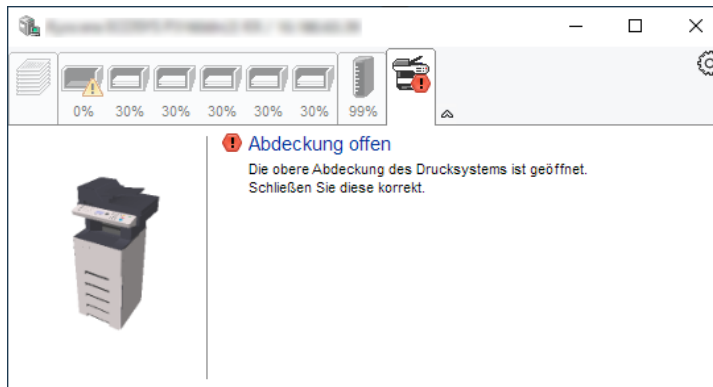 0% 30% 30% 30% 30% 30% 99%
Abdeckung offen
Die obere Abdeckung des Drucksystems ist geöffnet.
Schließen Sie diese korrekt.